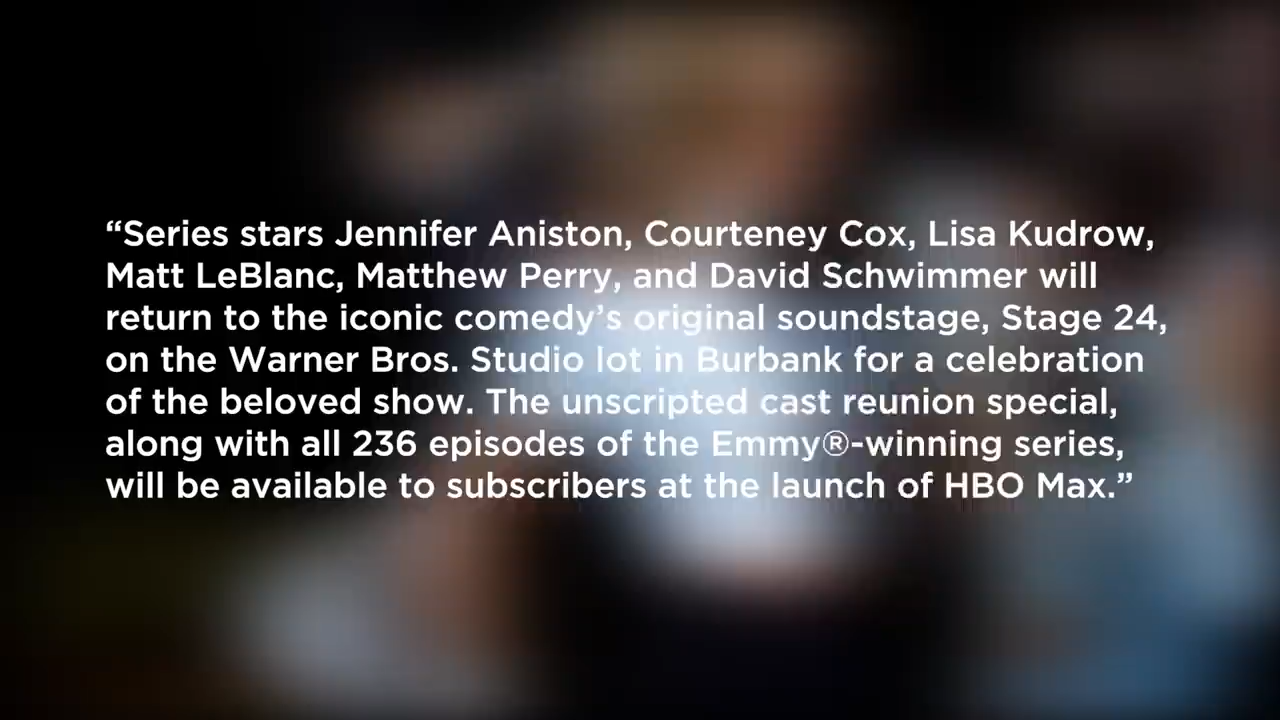 “Series stars Jennifer Aniston, Courteney Cox, Lisa Kudrow,
Matt LeBlanc, Matthew Perry, and David Schwimmer will
return to the iconic comedy’s original soundstage, Stage 24,
on the Warner Bros. Studio lot in Burbank for a celebration
of the beloved show. The unscripted cast reunion special,
along with all 236 episodes of the Emmy®-winning series,
will be available to subscribers at the launch of HBO Max.”